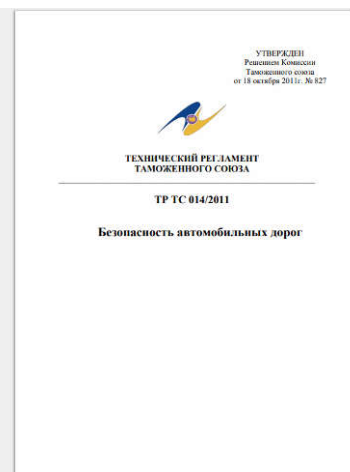 УТВЕРЖДЕН
Решением Комиссии
Таможенного союза
от 18 октября 2011г. № 827
ТЕХНИЧЕСКИЙ РЕГЛАМЕНТ
ТАМОЖЕННОГО СОЮЗА
ТР ТС 014/2011
Безопасность автомобильных дорог